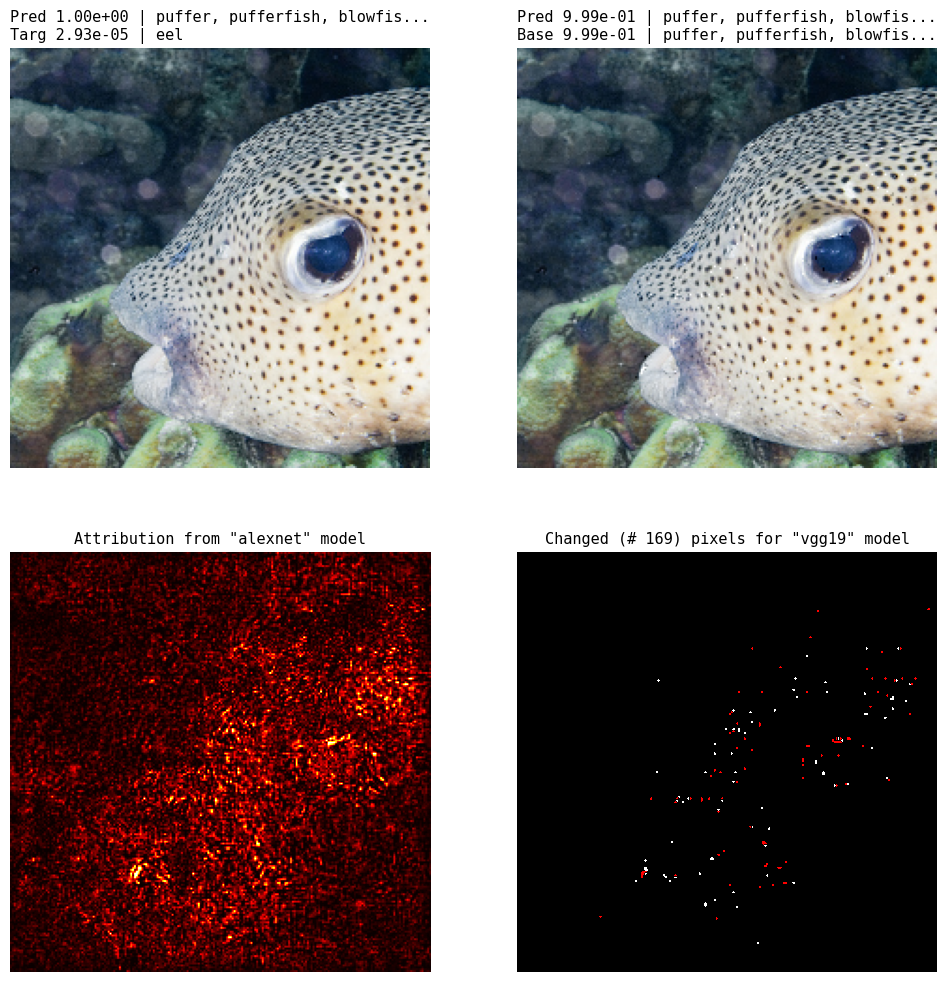 Pred 1.00e+00 | puffer, pufferfish, blowfis...
Targ 2.93e-05 | eel
Pred 9.99e-01 | puffer, pufferfish, blowfis...
Base 9.99e-01 | puffer, pufferfish, blowfis...
Attribution from "alexnet" model
Changed (# 169) pixels for "vgg19" model